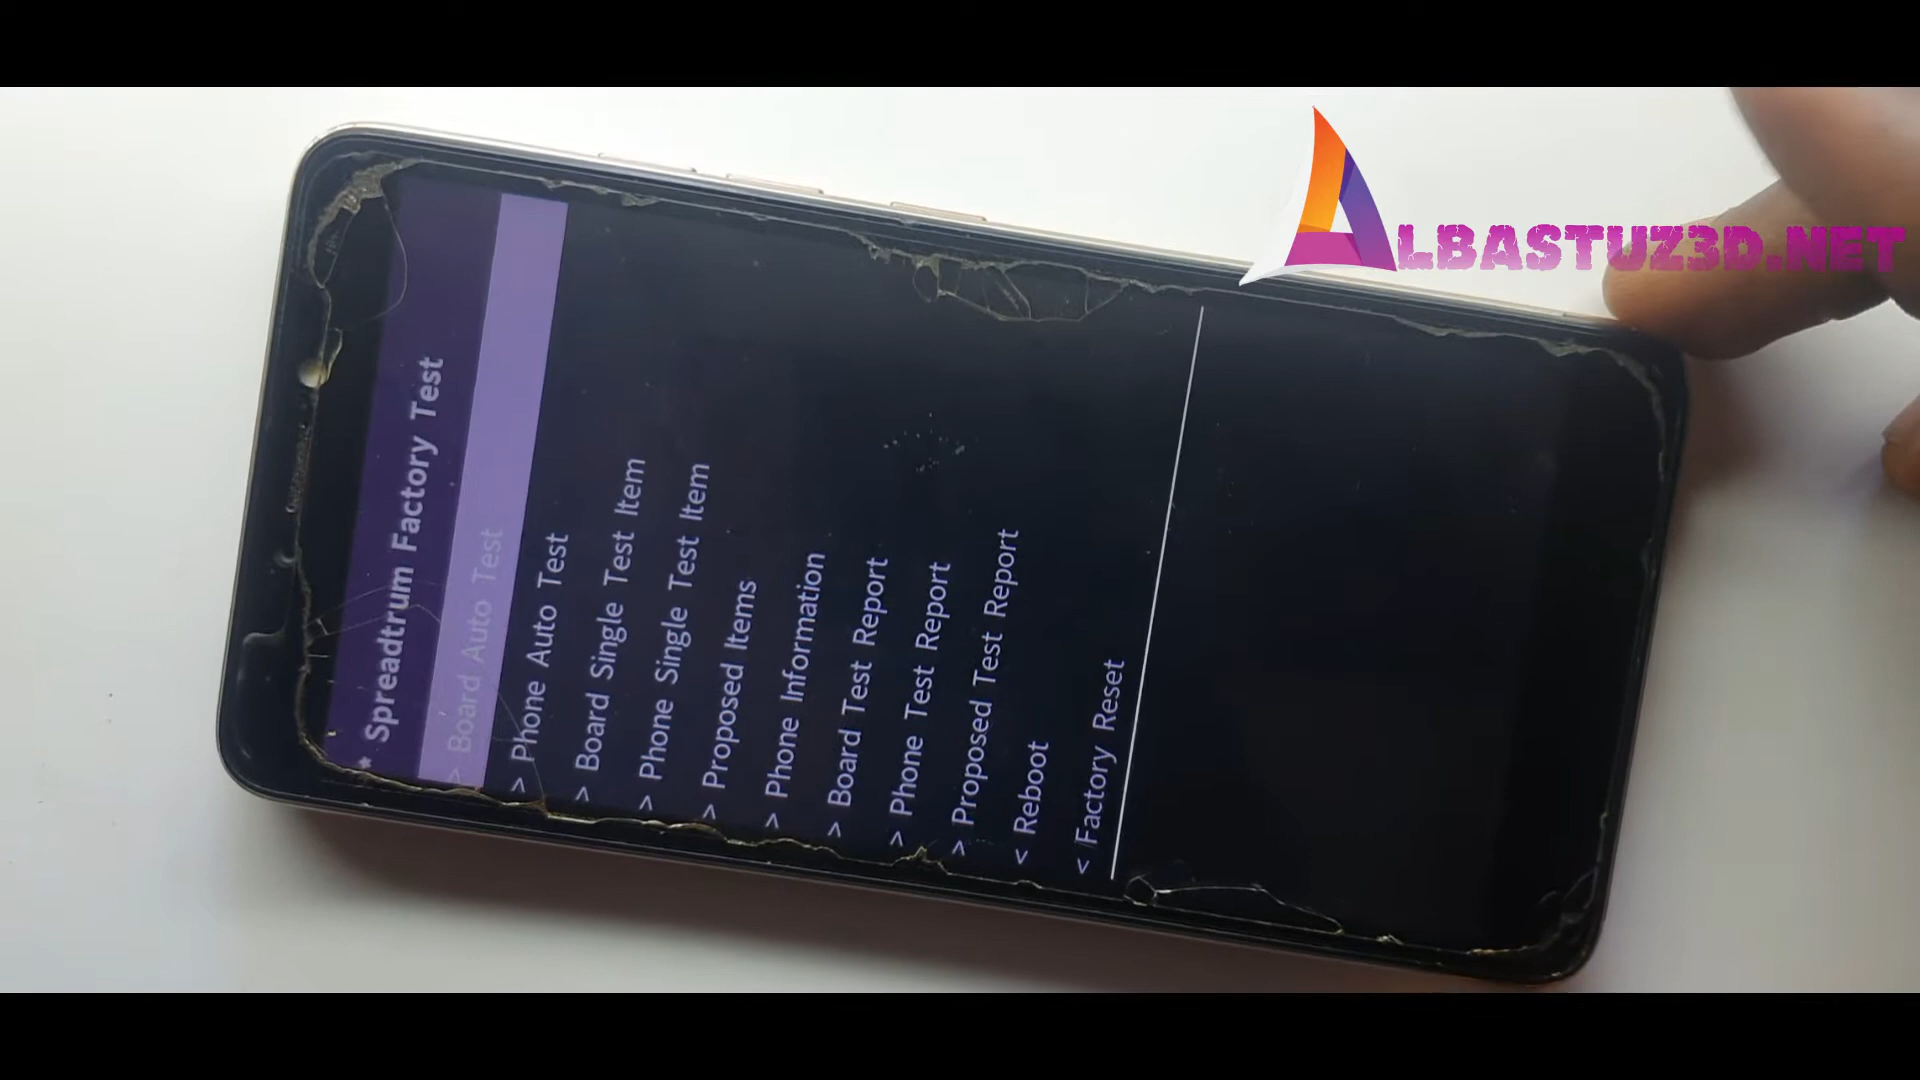 * Spreadtrum Factory Test
> Board Auto Test
> Phone Auto Test
> Board Single Test Item
> Phone Single Test Item
> Proposed Items
> Phone Information
> Board Test Report
> Phone Test Report
> Proposed Test Report
< Reboot
< Factory Reset
ALBASTUZ3D.NET